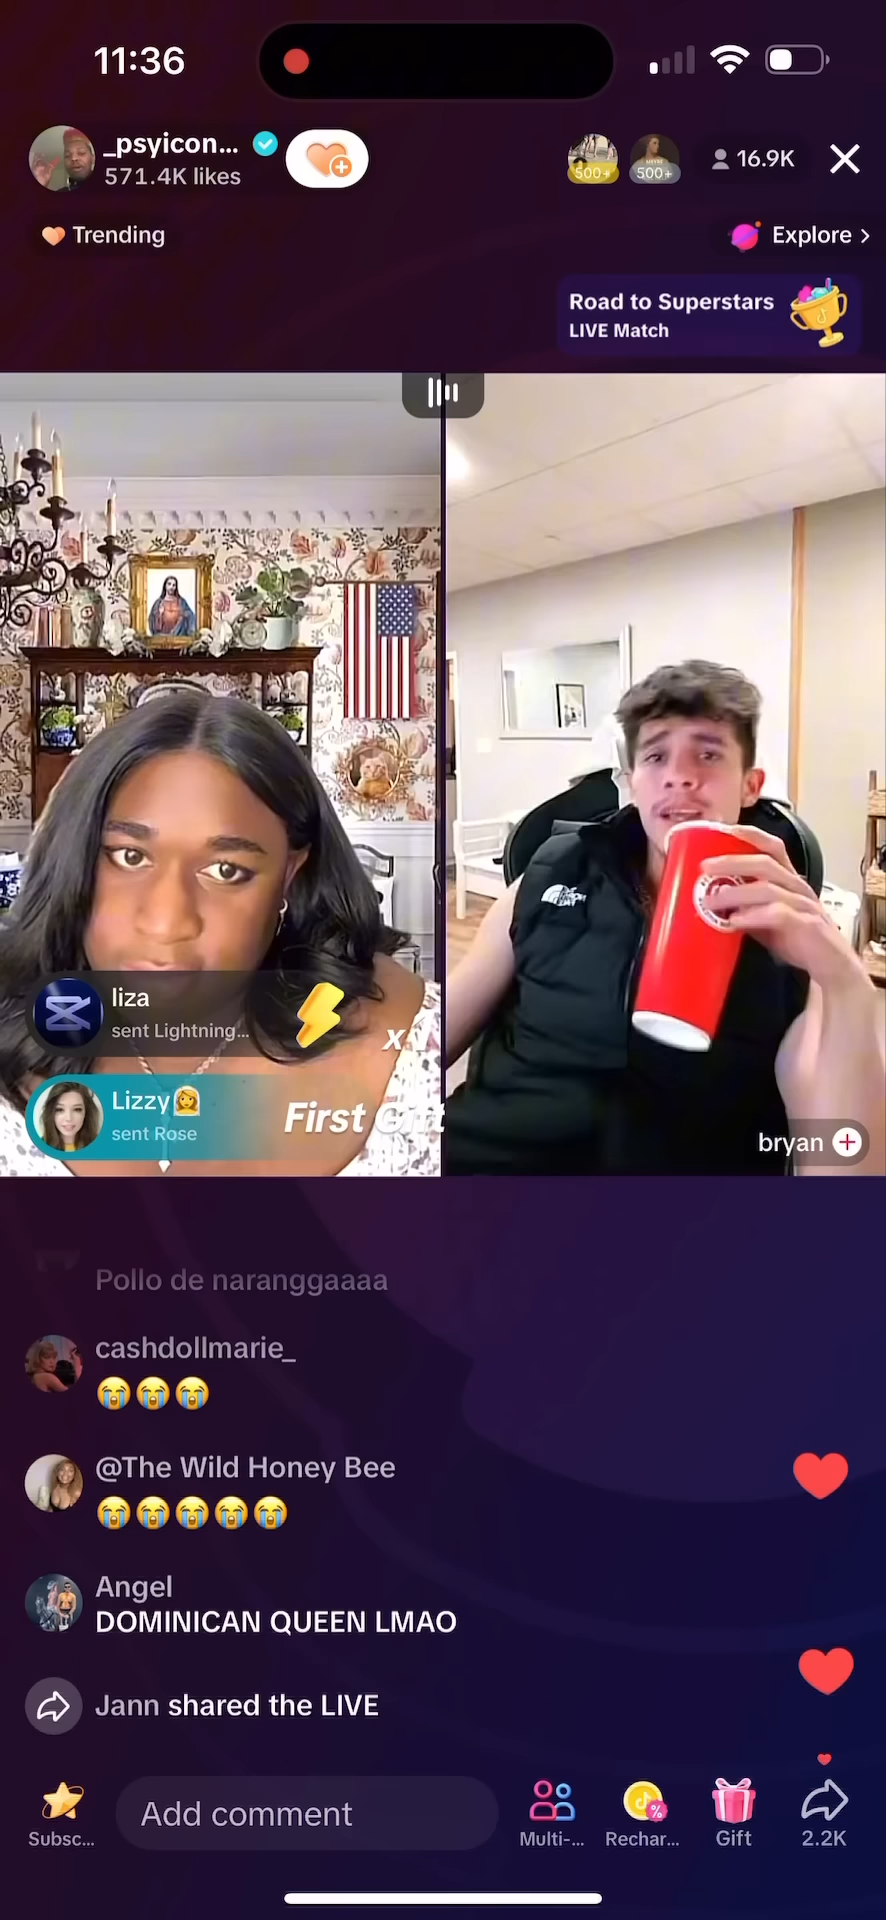 11:36
_psyicon...
571.4K likes
500+
500+
16.9K
Trending
Explore >
Road to Superstars
LIVE Match
liza
sent Lightning...
x1
Lizzy
sent Rose
First Gift
bryan
Pollo de naranggaaaa
cashdollmarie_
😭😭😭
@The Wild Honey Bee
😭😭😭😭😭
Angel
DOMINICAN QUEEN LMAO
Jann shared the LIVE
Subsc...
Add comment
Multi-...
Rechar...
Gift
2.2K